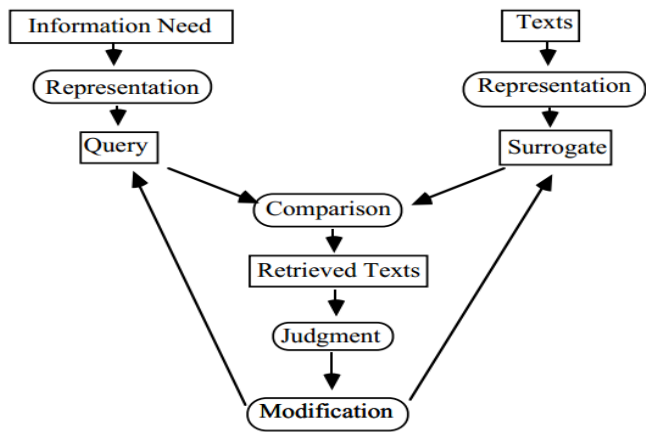 Information Need
Texts
Representation
Representation
Query
Surrogate
Comparison
Retrieved Texts
Judgment
Modification